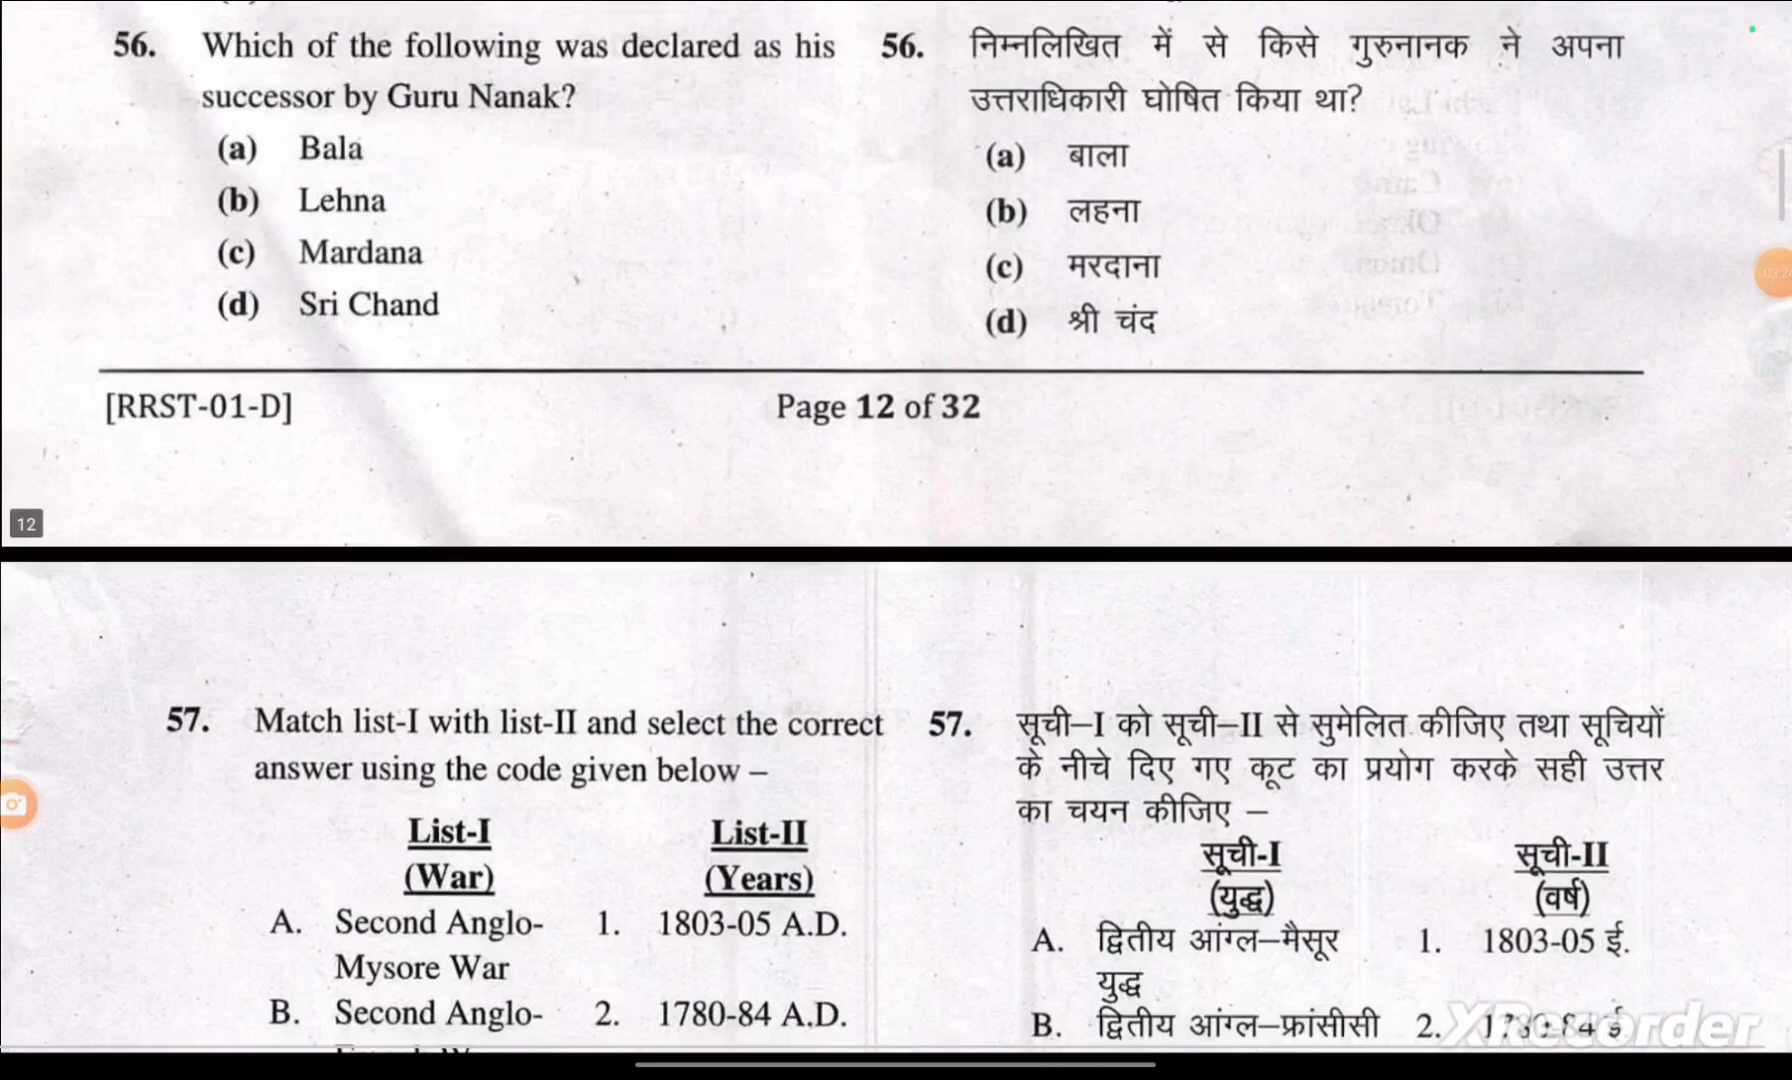 56. Which of the following was declared as his
successor by Guru Nanak?
(a) Bala
(b) Lehna
(c) Mardana
(d) Sri Chand
56. निम्नलिखित में से किसे गुरुनानक ने अपना
उत्तराधिकारी घोषित किया था?
(a) बाला
(b) लहना
(c) मरदाना
(d) श्री चंद
[RRST-01-D] Page 12 of 32
12
57. Match list-I with list-II and select the correct
answer using the code given below –
List-I List-II
(War) (Years)
A. Second Anglo- 1. 1803-05 A.D.
Mysore War
B. Second Anglo- 2. 1780-84 A.D.
57. सूची–I को सूची–II से सुमेलित कीजिए तथा सूचियों
के नीचे दिए गए कूट का प्रयोग करके सही उत्तर
का चयन कीजिए –
सूची-I सूची-II
(युद्ध) (वर्ष)
A. द्वितीय आंग्ल–मैसूर 1. 1803-05 ई.
युद्ध
B. द्वितीय आंग्ल–फ्रांसीसी 2. 1780-84 ई.
XRecorder